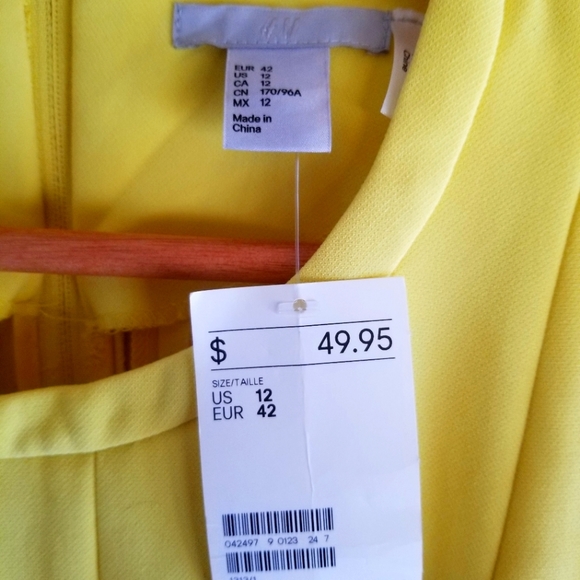 EUR 42
US 12
CA 12
CN 170/96A
MX 12
Made in
China
$ 49.95
SIZE/TAILLE
US 12
EUR 42
042497 9 0123 24 7